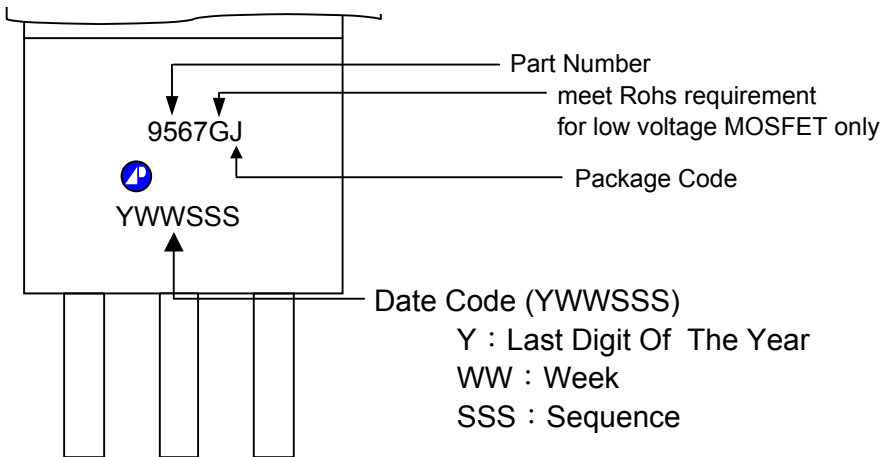 Part Number
meet Rohs requirement
for low voltage MOSFET only
9567GJ
Package Code
YWWSSS
Date Code (YWWSSS)
Y：Last Digit Of The Year
WW：Week
SSS：Sequence